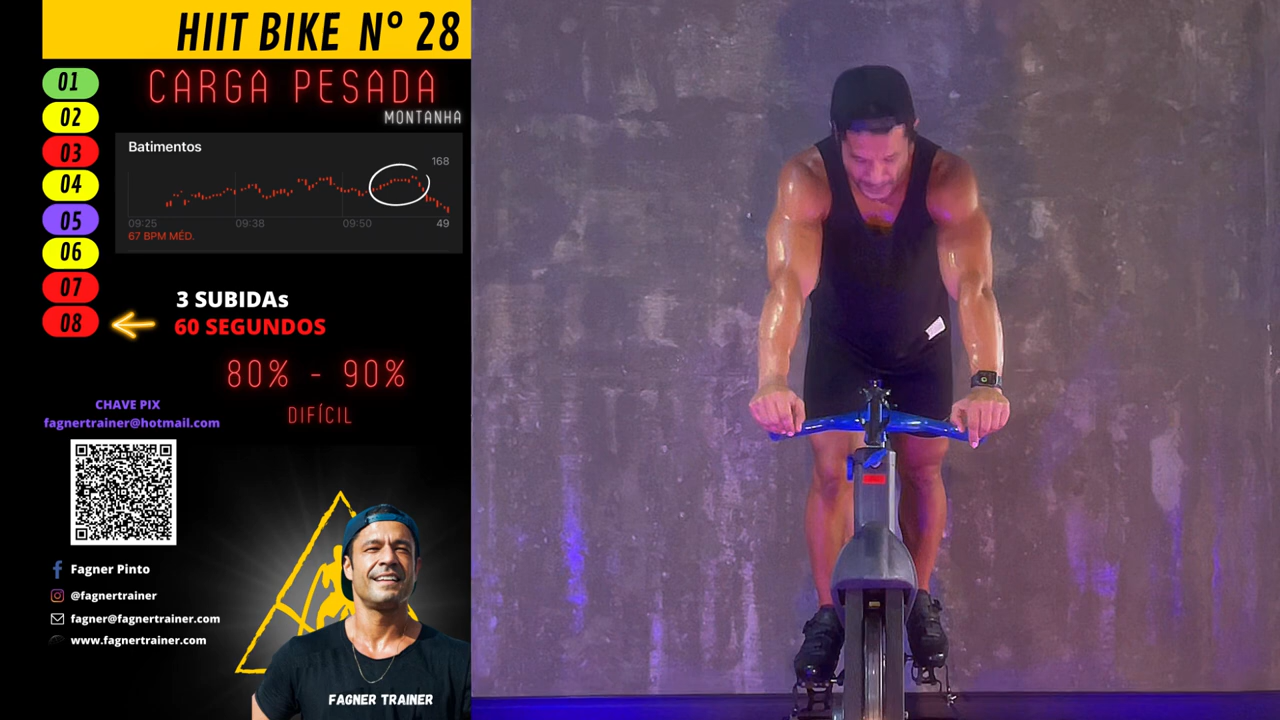 HIIT BIKE Nº 28
01
02
03
04
05
06
07
08
CARGA PESADA
MONTANHA
Batimentos
168
09:25
09:38
09:50
49
67 BPM MÉD.
3 SUBIDAs
60 SEGUNDOS
80% - 90%
DIFÍCIL
CHAVE PIX
fagnertrainer@hotmail.com
Fagner Pinto
@fagnertrainer
fagner@fagnertrainer.com
www.fagnertrainer.com
FAGNER TRAINER